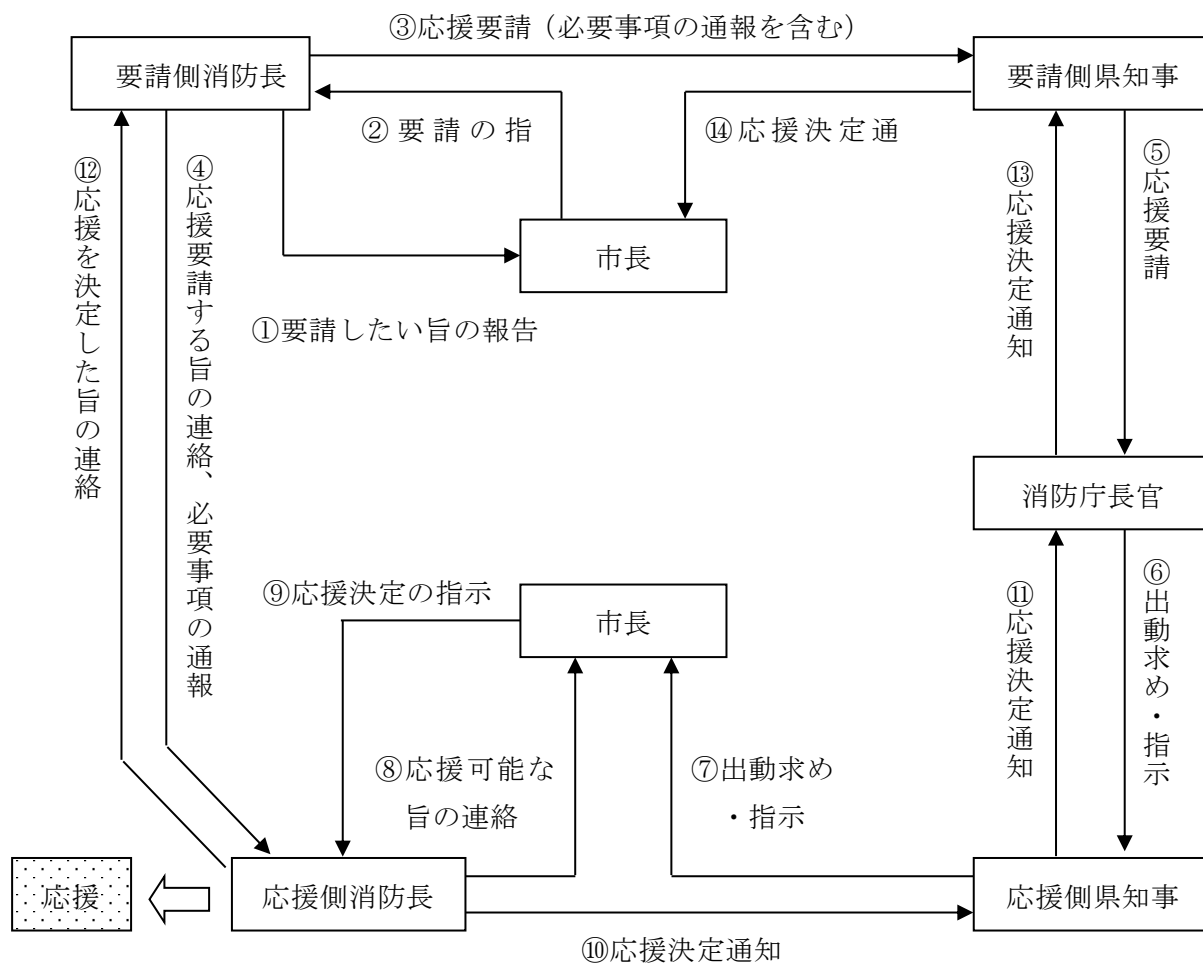 ③応援要請（必要事項の通報を含む）
要請側消防長
要請側県知事
②要請の指
⑭応援決定通
⑫応援を決定した旨の連絡
④応援要請する旨の連絡、必要事項の通報
⑬応援決定通知
⑤応援要請
市長
①要請したい旨の報告
消防庁長官
⑨応援決定の指示
市長
⑪応援決定通知
⑥出動求め・指示
⑧応援可能な
旨の連絡
⑦出動求め
・指示
応援
応援側消防長
応援側県知事
⑩応援決定通知